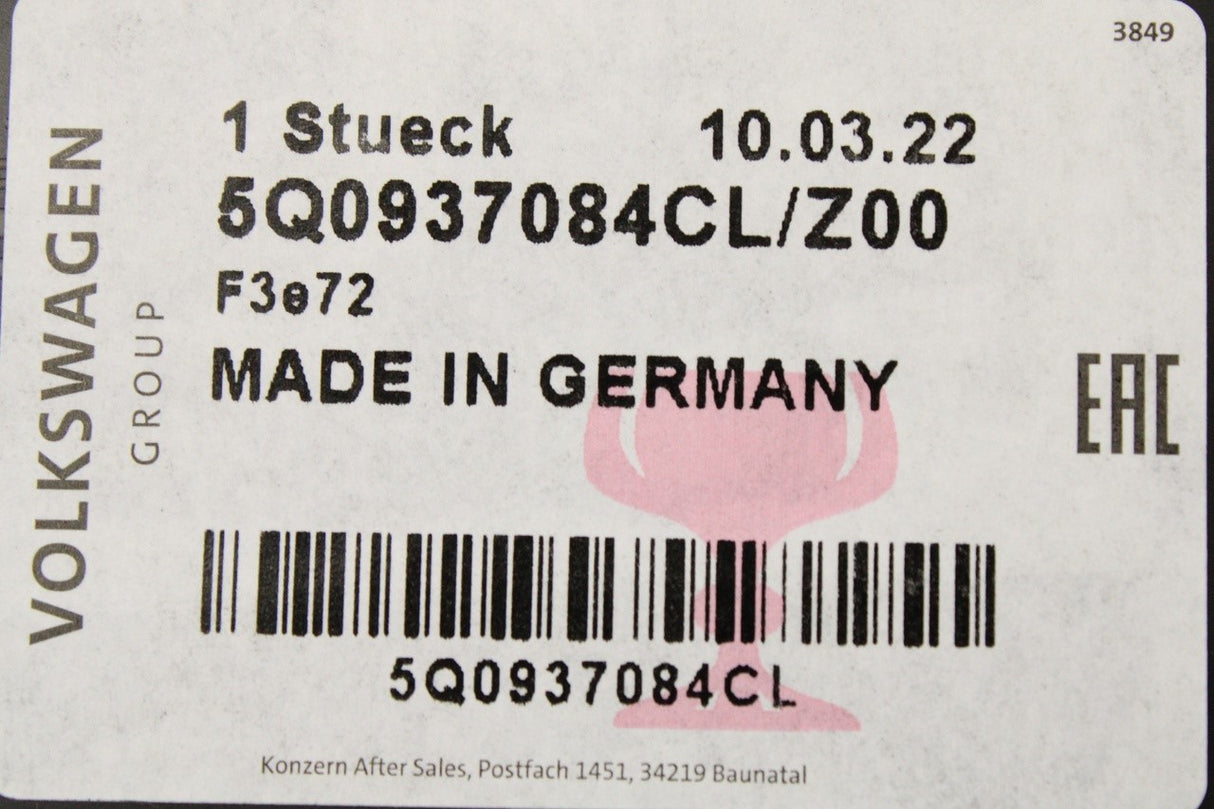 3849
1 Stueck 10.03.22
5Q0937084CL/Z00
F3e72
MADE IN GERMANY
VOLKSWAGEN
GROUP
EAC
5Q0937084CL
Konzern After Sales, Postfach 1451, 34219 Baunatal